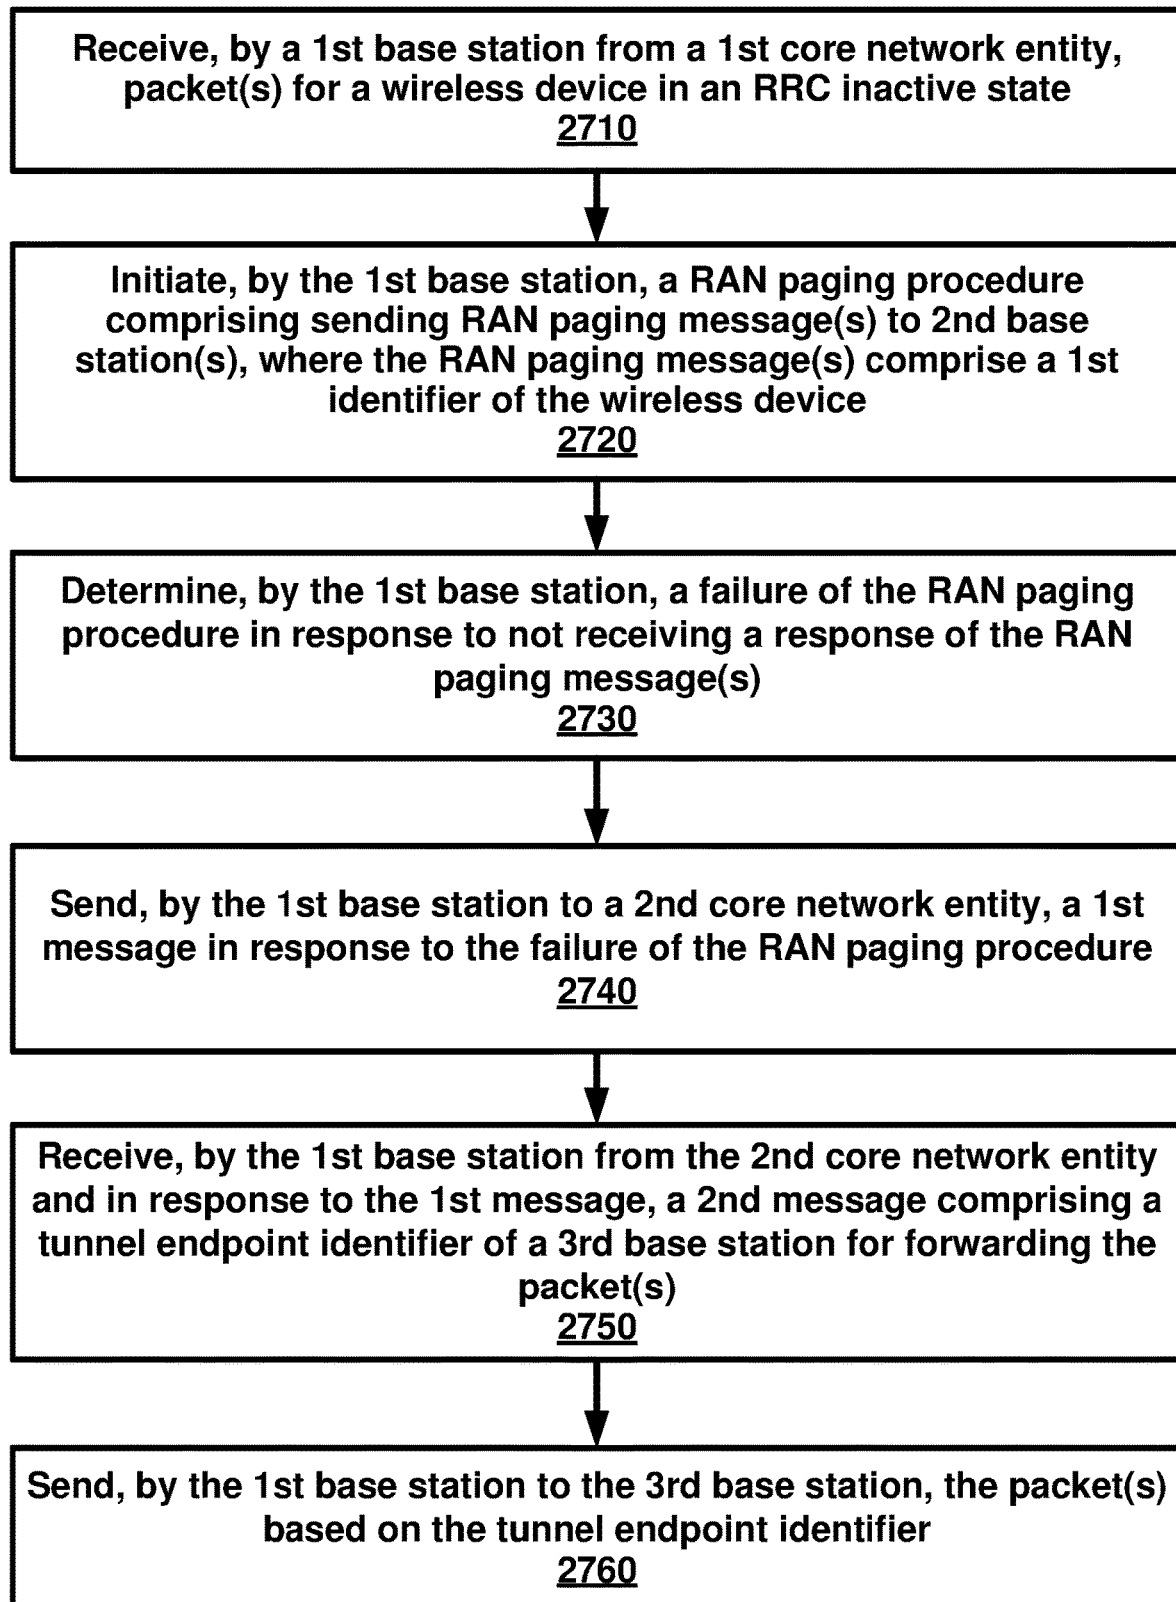 Receive, by a 1st base station from a 1st core network entity,
packet(s) for a wireless device in an RRC inactive state
2710
Initiate, by the 1st base station, a RAN paging procedure
comprising sending RAN paging message(s) to 2nd base
station(s), where the RAN paging message(s) comprise a 1st
identifier of the wireless device
2720
Determine, by the 1st base station, a failure of the RAN paging
procedure in response to not receiving a response of the RAN
paging message(s)
2730
Send, by the 1st base station to a 2nd core network entity, a 1st
message in response to the failure of the RAN paging procedure
2740
Receive, by the 1st base station from the 2nd core network entity
and in response to the 1st message, a 2nd message comprising a
tunnel endpoint identifier of a 3rd base station for forwarding the
packet(s)
2750
Send, by the 1st base station to the 3rd base station, the packet(s)
based on the tunnel endpoint identifier
2760